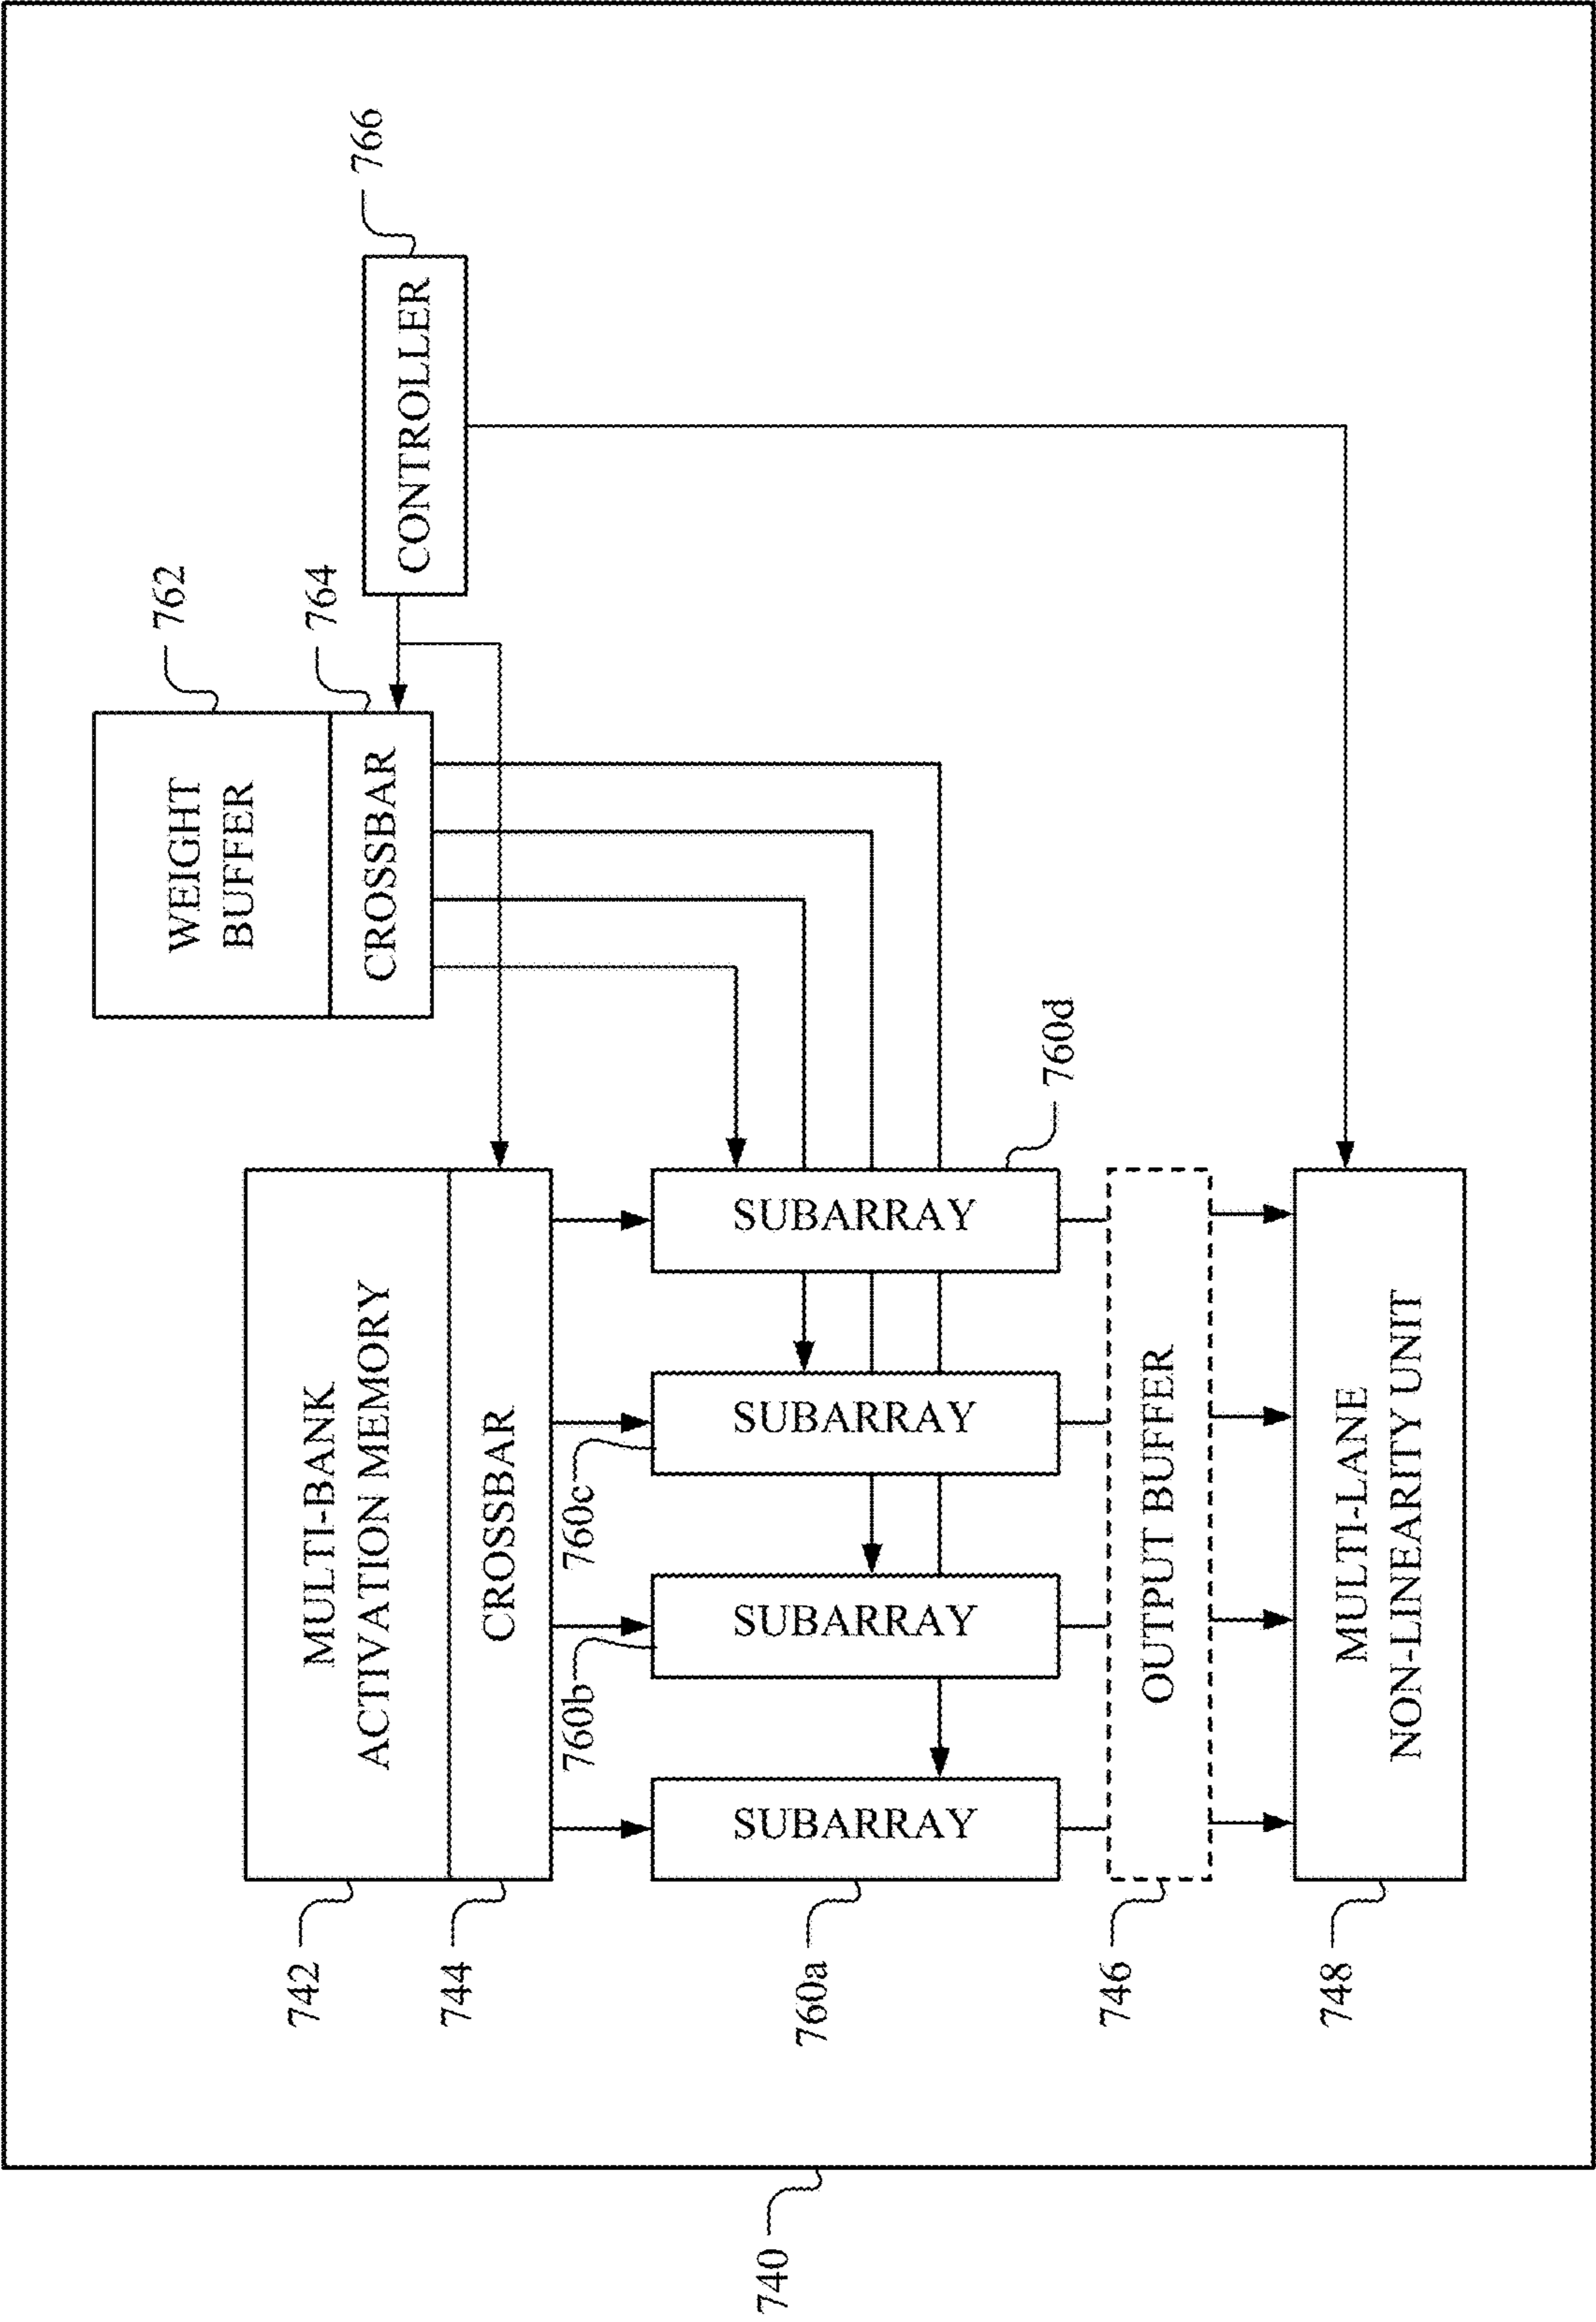 740
742
MULTI-BANK
ACTIVATION MEMORY
744
CROSSBAR
762
WEIGHT
BUFFER
764
CROSSBAR
766
CONTROLLER
760a
SUBARRAY
760b
SUBARRAY
760c
SUBARRAY
760d
SUBARRAY
746
OUTPUT BUFFER
748
MULTI-LANE
NON-LINEARITY UNIT